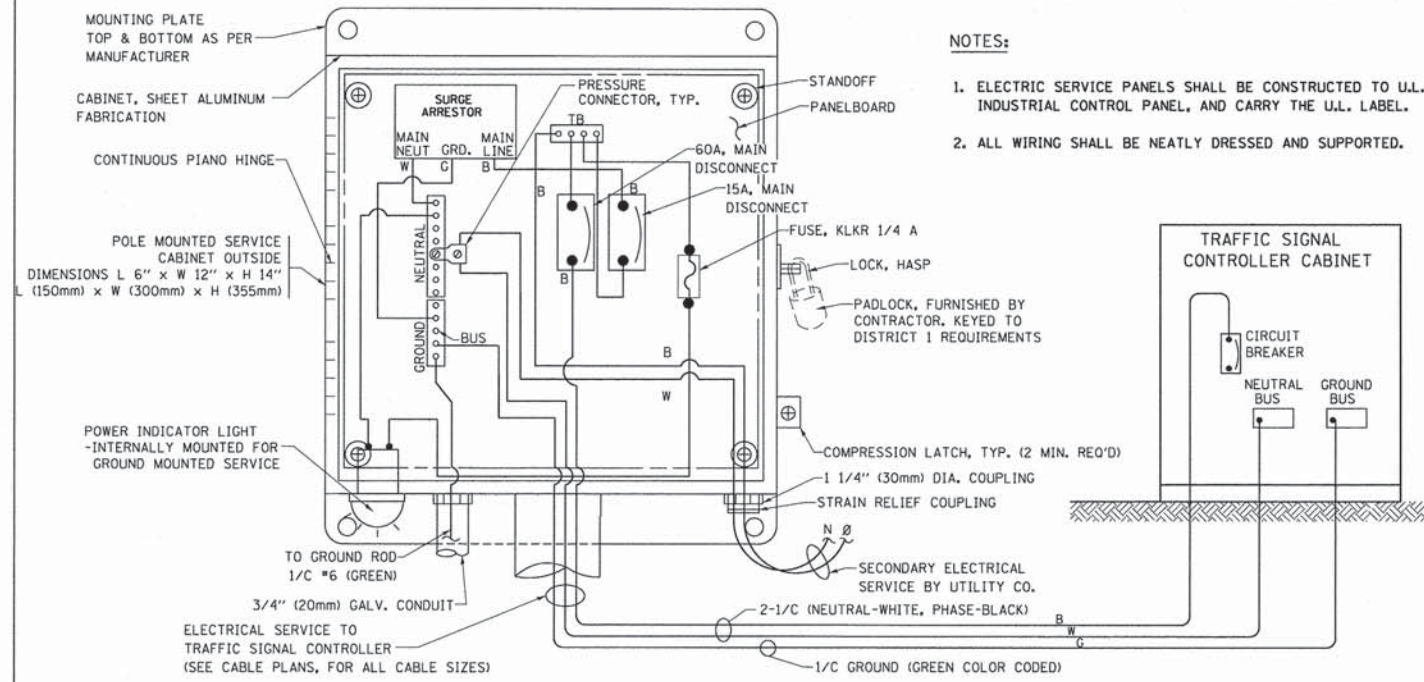 MOUNTING PLATE
TOP & BOTTOM AS PER
MANUFACTURER
CABINET, SHEET ALUMINUM
FABRICATION
CONTINUOUS PIANO HINGE
POLE MOUNTED SERVICE
CABINET OUTSIDE
DIMENSIONS L 6" x W 12" x H 14"
L (150mm) x W (300mm) x H (355mm)
POWER INDICATOR LIGHT
-INTERNALLY MOUNTED FOR
GROUND MOUNTED SERVICE
SURGE
ARRESTOR
MAIN
NEUT
GRD.
MAIN
LINE
W
G
B
TB
PRESSURE
CONNECTOR, TYP.
STANDOFF
PANELBOARD
60A, MAIN
DISCONNECT
15A, MAIN
DISCONNECT
B
B
B
FUSE, KLKR 1/4 A
LOCK, HASP
PADLOCK, FURNISHED BY
CONTRACTOR. KEYED TO
DISTRICT 1 REQUIREMENTS
NEUTRAL
GROUND
BUS
B
W
COMPRESSION LATCH, TYP. (2 MIN. REQ'D)
1 1/4" (30mm) DIA. COUPLING
STRAIN RELIEF COUPLING
N Ø
SECONDARY ELECTRICAL
SERVICE BY UTILITY CO.
TO GROUND ROD
1/C #6 (GREEN)
3/4" (20mm) GALV. CONDUIT
ELECTRICAL SERVICE TO
TRAFFIC SIGNAL CONTROLLER
(SEE CABLE PLANS, FOR ALL CABLE SIZES)
2-1/C (NEUTRAL-WHITE, PHASE-BLACK)
B
W
G
1/C GROUND (GREEN COLOR CODED)
NOTES:
1. ELECTRIC SERVICE PANELS SHALL BE CONSTRUCTED TO U.L.
INDUSTRIAL CONTROL PANEL, AND CARRY THE U.L. LABEL.
2. ALL WIRING SHALL BE NEATLY DRESSED AND SUPPORTED.
TRAFFIC SIGNAL
CONTROLLER CABINET
CIRCUIT
BREAKER
NEUTRAL
BUS
GROUND
BUS